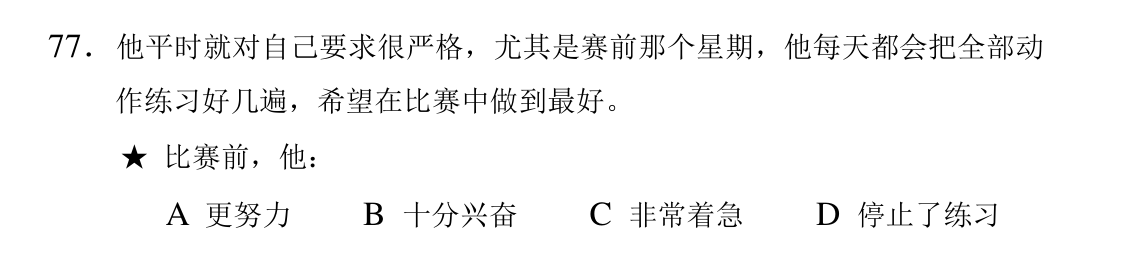 77. 他平时就对自己要求很严格，尤其是赛前那个星期，他每天都会把全部动
作练习好几遍，希望在比赛中做到最好。
★ 比赛前，他：
A 更努力 B 十分兴奋 C 非常着急 D 停止了练习